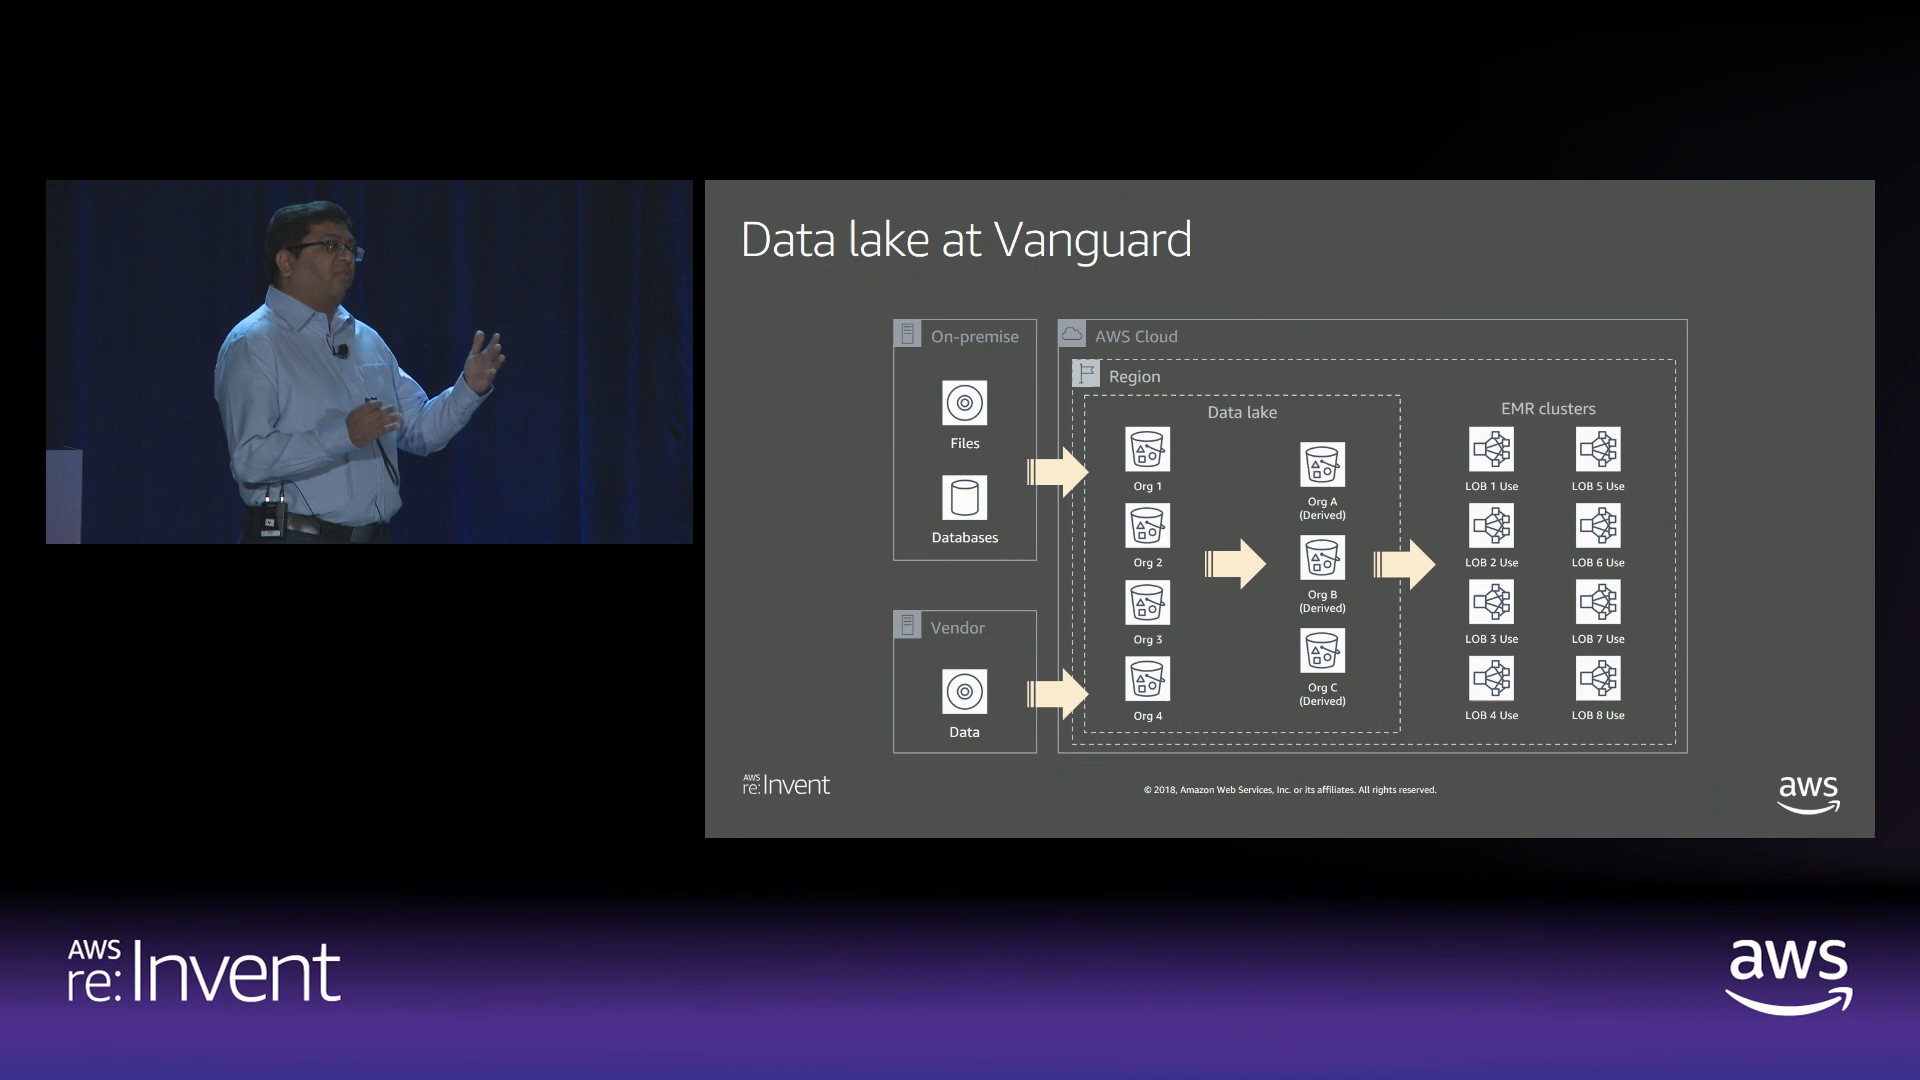 Data lake at Vanguard
On-premise
Files
Databases
Vendor
Data
AWS Cloud
Region
Data lake
Org 1
Org 2
Org 3
Org 4
Org A
(Derived)
Org B
(Derived)
Org C
(Derived)
EMR clusters
LOB 1 Use
LOB 5 Use
LOB 2 Use
LOB 6 Use
LOB 3 Use
LOB 7 Use
LOB 4 Use
LOB 8 Use
AWS
re:Invent
© 2018, Amazon Web Services, Inc. or its affiliates. All rights reserved.
aws
AWS
re:Invent
aws